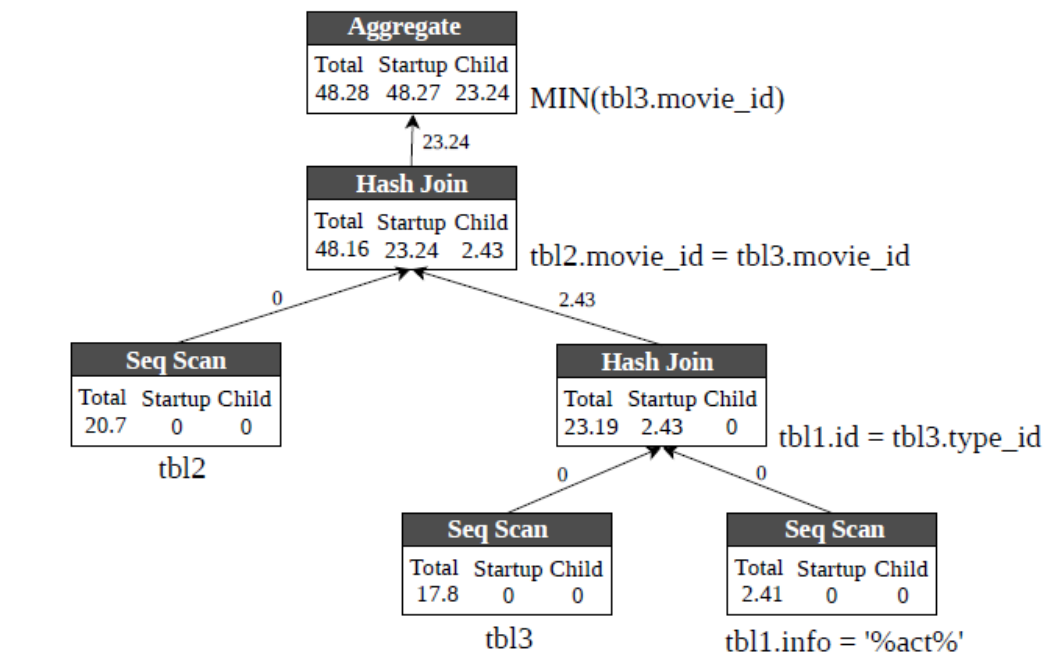 Aggregate
Total Startup Child
48.28 48.27 23.24
MIN(tbl3.movie_id)
23.24
Hash Join
Total Startup Child
48.16 23.24 2.43
tbl2.movie_id = tbl3.movie_id
0
2.43
Seq Scan
Total Startup Child
20.7 0 0
tbl2
Hash Join
Total Startup Child
23.19 2.43 0
tbl1.id = tbl3.type_id
0
0
Seq Scan
Total Startup Child
17.8 0 0
tbl3
Seq Scan
Total Startup Child
2.41 0 0
tbl1.info = '%act%'